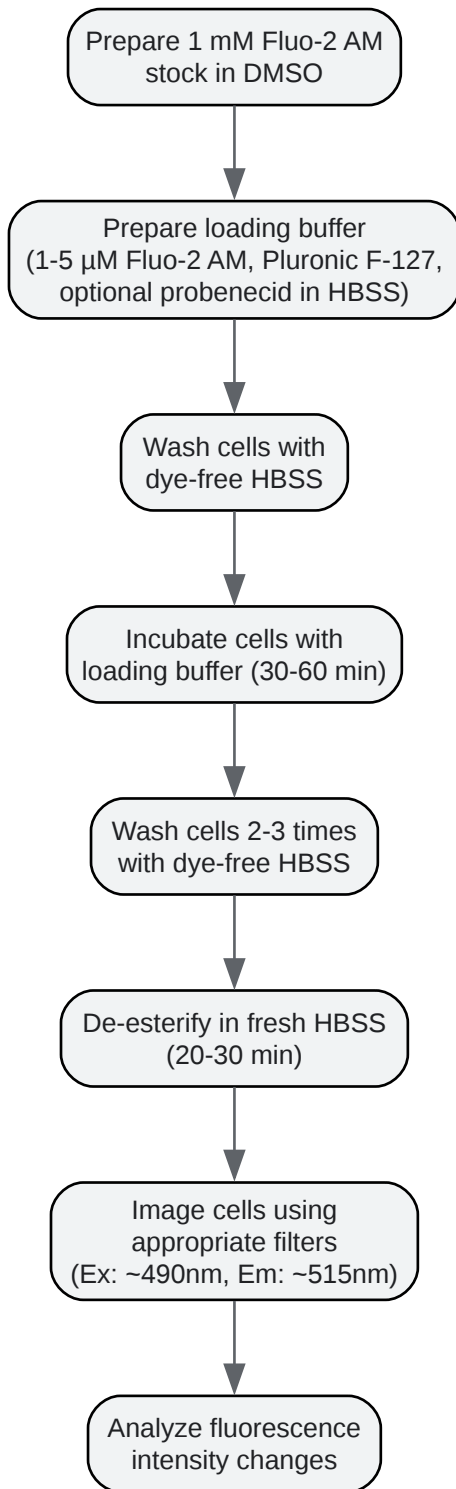 Prepare 1 mM Fluo-2 AM
stock in DMSO
Prepare loading buffer
(1-5 µM Fluo-2 AM, Pluronic F-127,
optional probenecid in HBSS)
Wash cells with
dye-free HBSS
Incubate cells with
loading buffer (30-60 min)
Wash cells 2-3 times
with dye-free HBSS
De-esterify in fresh HBSS
(20-30 min)
Image cells using
appropriate filters
(Ex: ~490nm, Em: ~515nm)
Analyze fluorescence
intensity changes